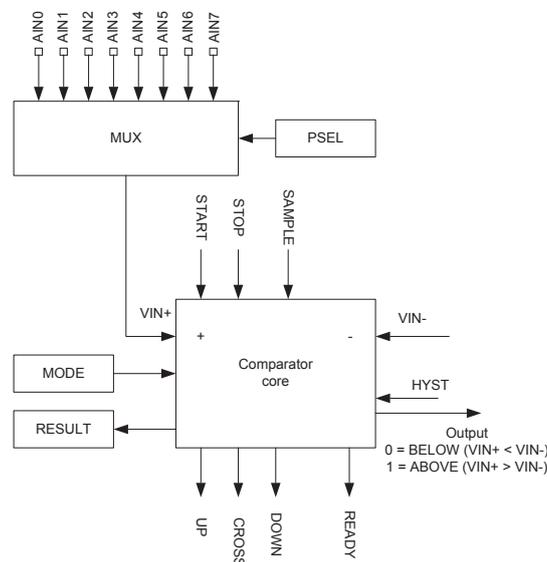 AIN0
AIN1
AIN2
AIN3
AIN4
AIN5
AIN6
AIN7
MUX
PSEL
START
STOP
SAMPLE
VIN+
+
-
VIN-
MODE
Comparator
core
HYST
RESULT
Output
0 = BELOW (VIN+ < VIN-)
1 = ABOVE (VIN+ > VIN-)
UP
CROSS
DOWN
READY